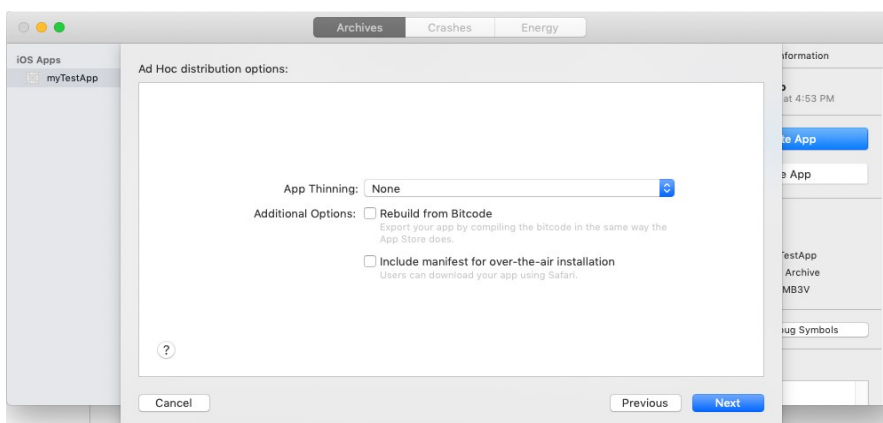 Archives Crashes Energy
iOS Apps
myTestApp
Ad Hoc distribution options:
App Thinning: None
Additional Options: Rebuild from Bitcode
Export your app by compiling the bitcode in the same way the
App Store does.
Include manifest for over-the-air installation
Users can download your app using Safari.
?
Cancel Previous Next
at 4:53 PM
App
App
Archive
MB3V
Symbols